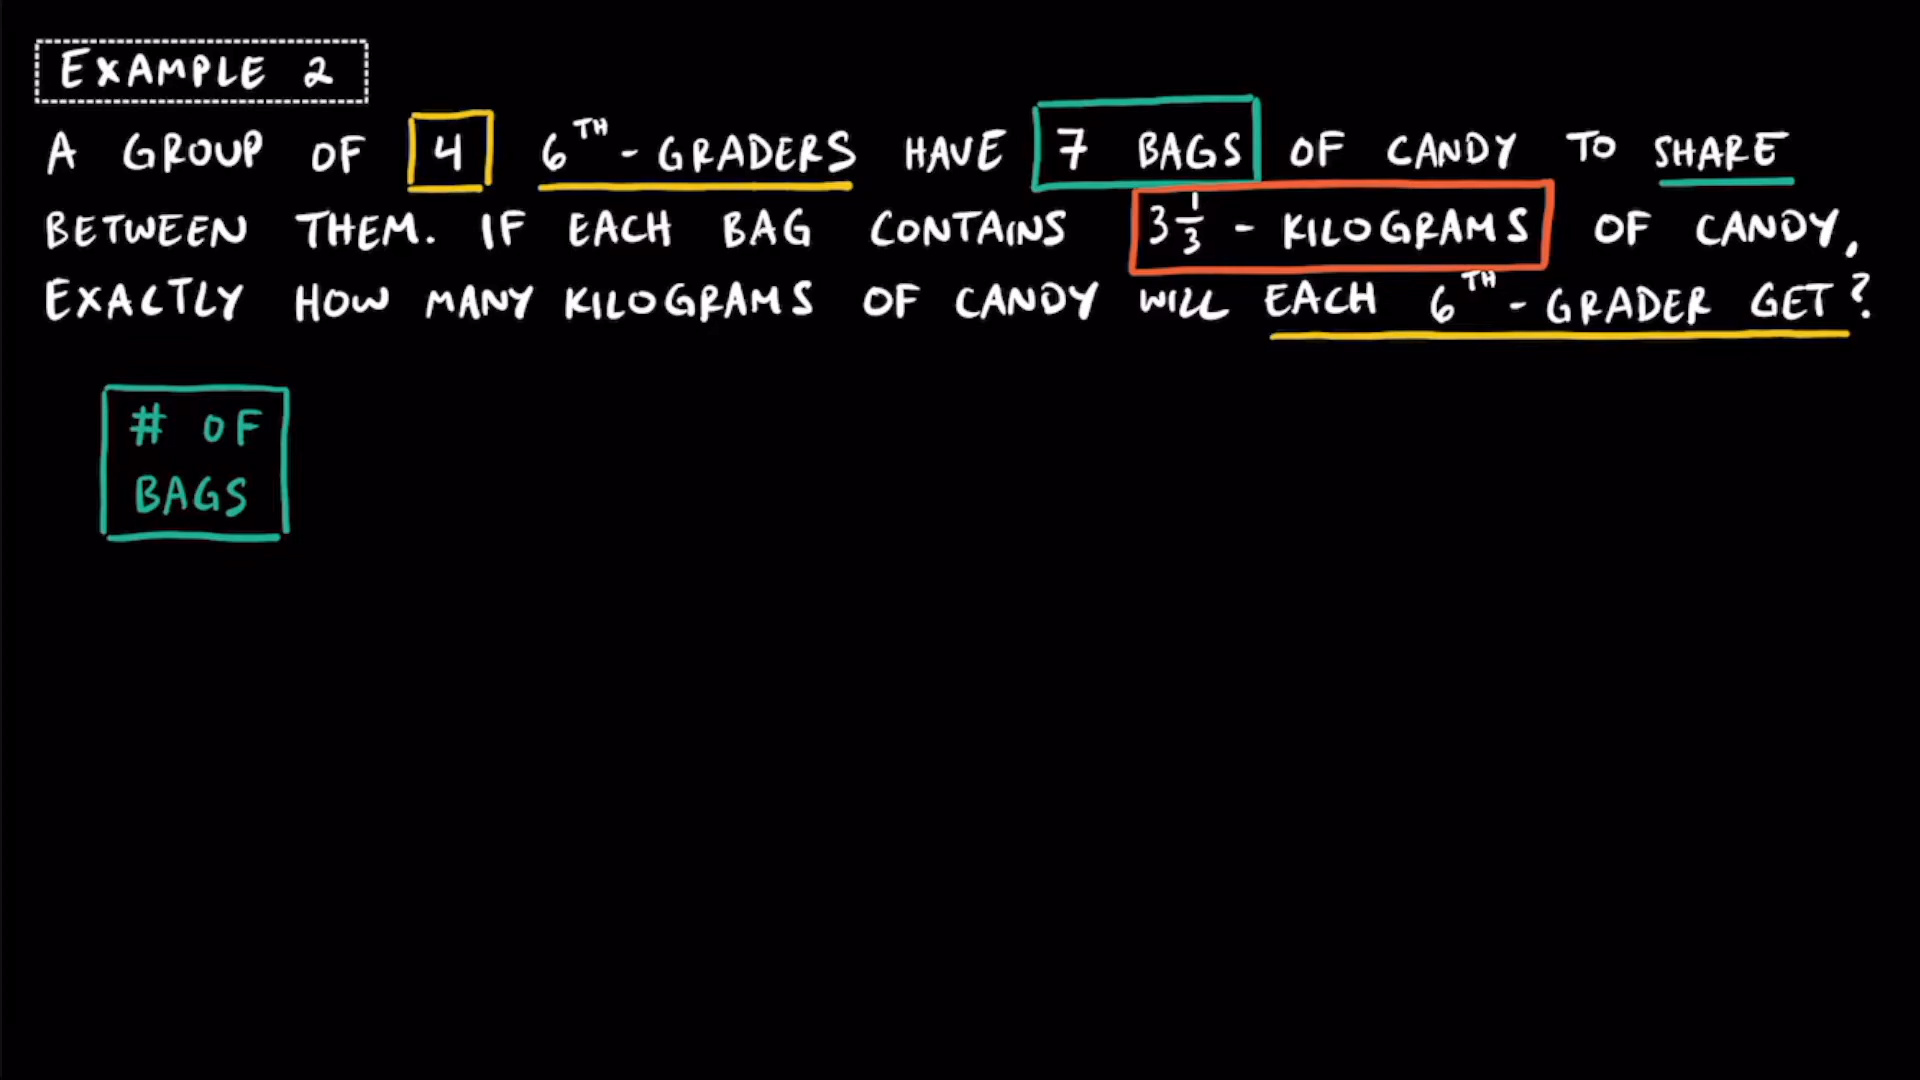 EXAMPLE 2
A GROUP OF 4 6TH-GRADERS HAVE 7 BAGS OF CANDY TO SHARE
BETWEEN THEM. IF EACH BAG CONTAINS 3 1/3 - KILOGRAMS OF CANDY,
EXACTLY HOW MANY KILOGRAMS OF CANDY WILL EACH 6TH-GRADER GET?
# OF
BAGS